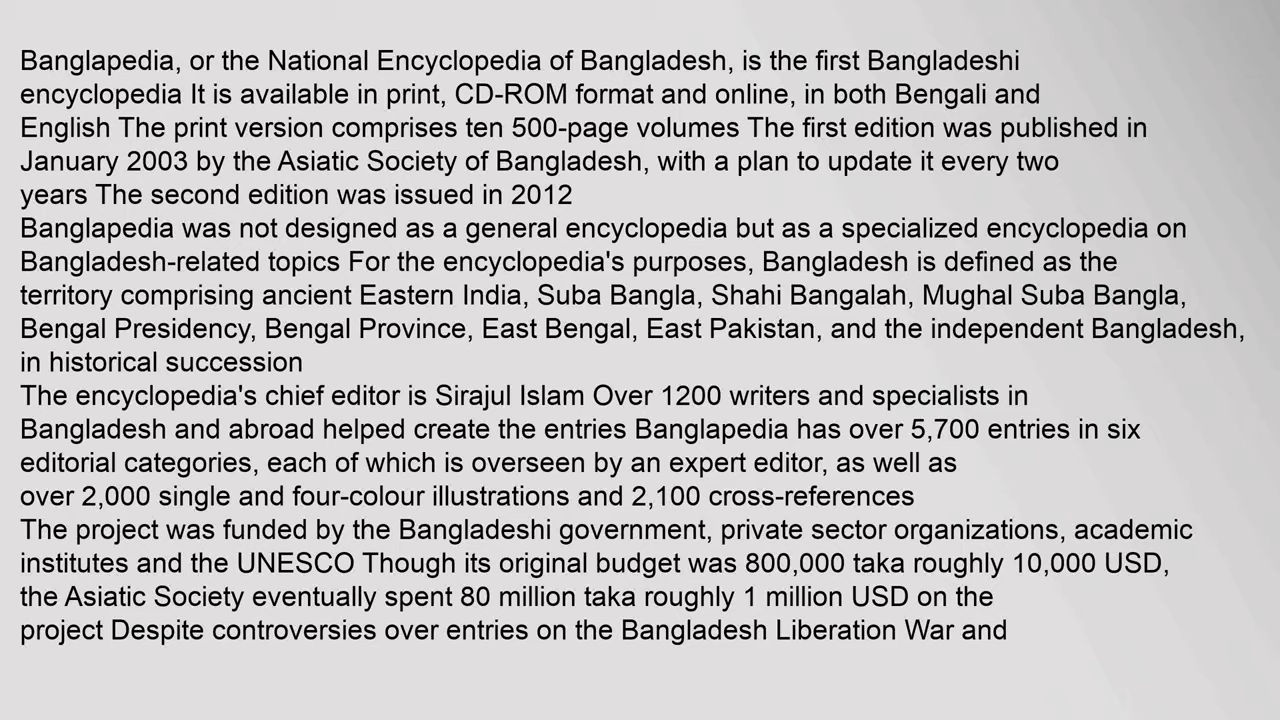 Banglapedia, or the National Encyclopedia of Bangladesh, is the first Bangladeshi
encyclopedia It is available in print, CD-ROM format and online, in both Bengali and
English The print version comprises ten 500-page volumes The first edition was published in
January 2003 by the Asiatic Society of Bangladesh, with a plan to update it every two
years The second edition was issued in 2012
Banglapedia was not designed as a general encyclopedia but as a specialized encyclopedia on
Bangladesh-related topics For the encyclopedia's purposes, Bangladesh is defined as the
territory comprising ancient Eastern India, Suba Bangla, Shahi Bangalah, Mughal Suba Bangla,
Bengal Presidency, Bengal Province, East Bengal, East Pakistan, and the independent Bangladesh,
in historical succession
The encyclopedia's chief editor is Sirajul Islam Over 1200 writers and specialists in
Bangladesh and abroad helped create the entries Banglapedia has over 5,700 entries in six
editorial categories, each of which is overseen by an expert editor, as well as
over 2,000 single and four-colour illustrations and 2,100 cross-references
The project was funded by the Bangladeshi government, private sector organizations, academic
institutes and the UNESCO Though its original budget was 800,000 taka roughly 10,000 USD,
the Asiatic Society eventually spent 80 million taka roughly 1 million USD on the
project Despite controversies over entries on the Bangladesh Liberation War and